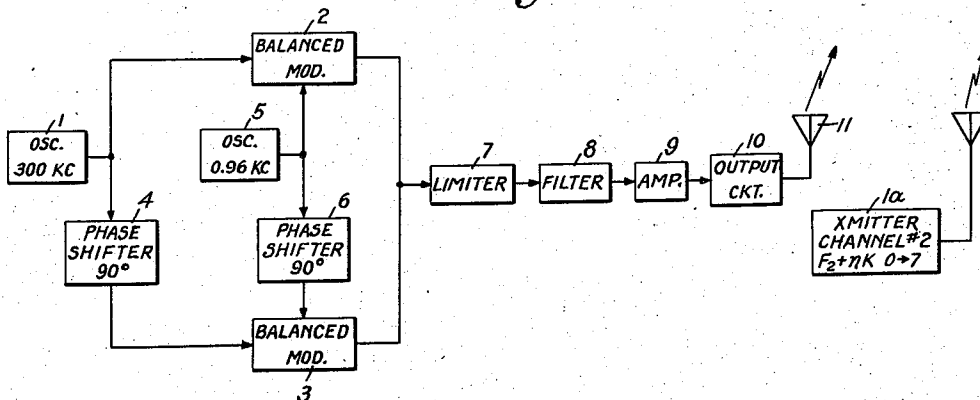 2
BALANCED
MOD.
1
OSC.
300 KC
5
OSC.
0.96 KC
4
PHASE
SHIFTER
90°
6
PHASE
SHIFTER
90°
BALANCED
MOD.
3
7
LIMITER
8
FILTER
9
AMP.
10
OUTPUT
CKT.
11
1a
XMITTER
CHANNEL #2
F2+ηK 0→7